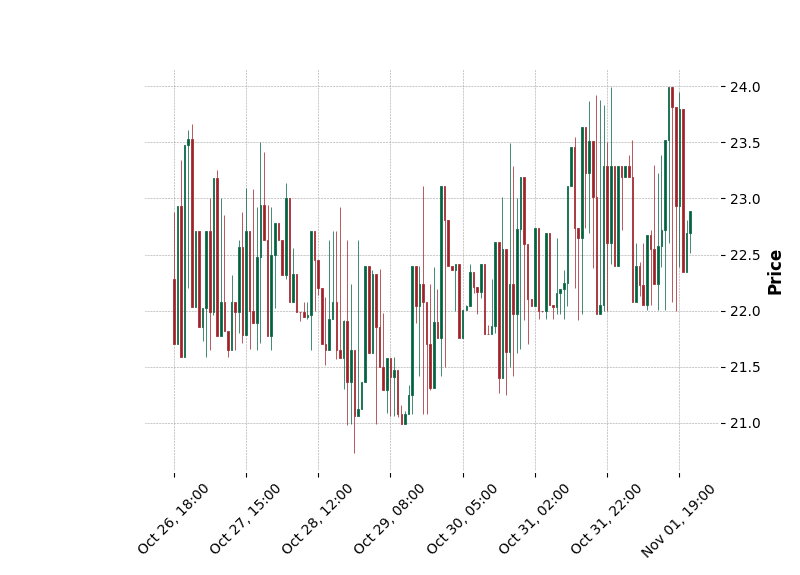 24.0
23.5
23.0
22.5
22.0
21.5
21.0
Price
Oct 26, 18:00
Oct 27, 15:00
Oct 28, 12:00
Oct 29, 08:00
Oct 30, 05:00
Oct 31, 02:00
Oct 31, 22:00
Nov 01, 19:00